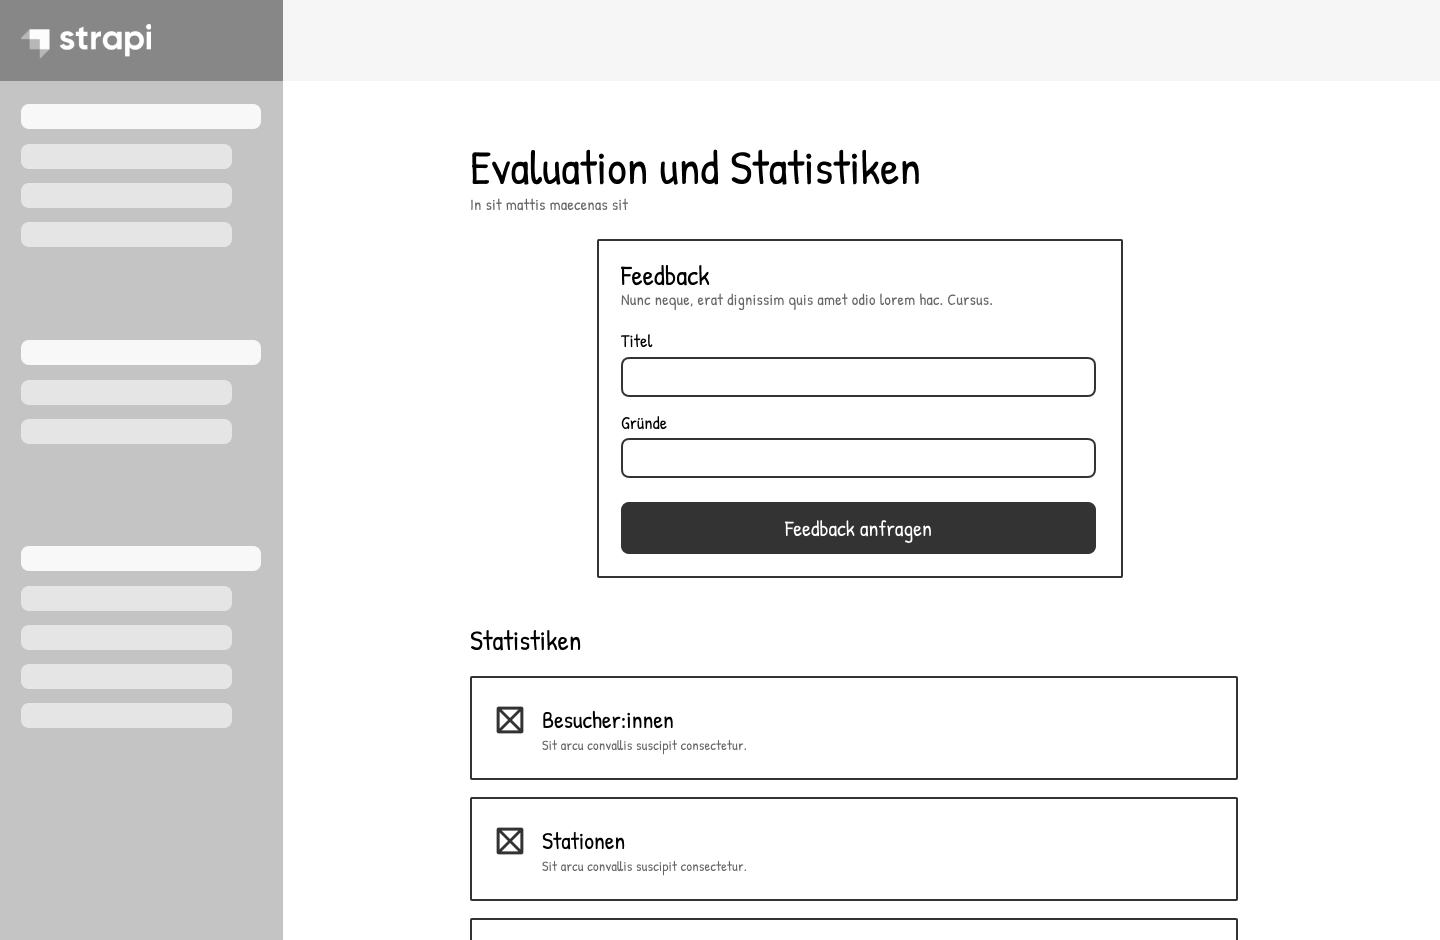 strapi
Evaluation und Statistiken
In sit mattis maecenas sit
Feedback
Nunc neque, erat dignissim quis amet odio lorem hac. Cursus.
Titel
Gründe
Feedback anfragen
Statistiken
Besucher:innen
Sit arcu convallis suscipit consectetur.
Stationen
Sit arcu convallis suscipit consectetur.